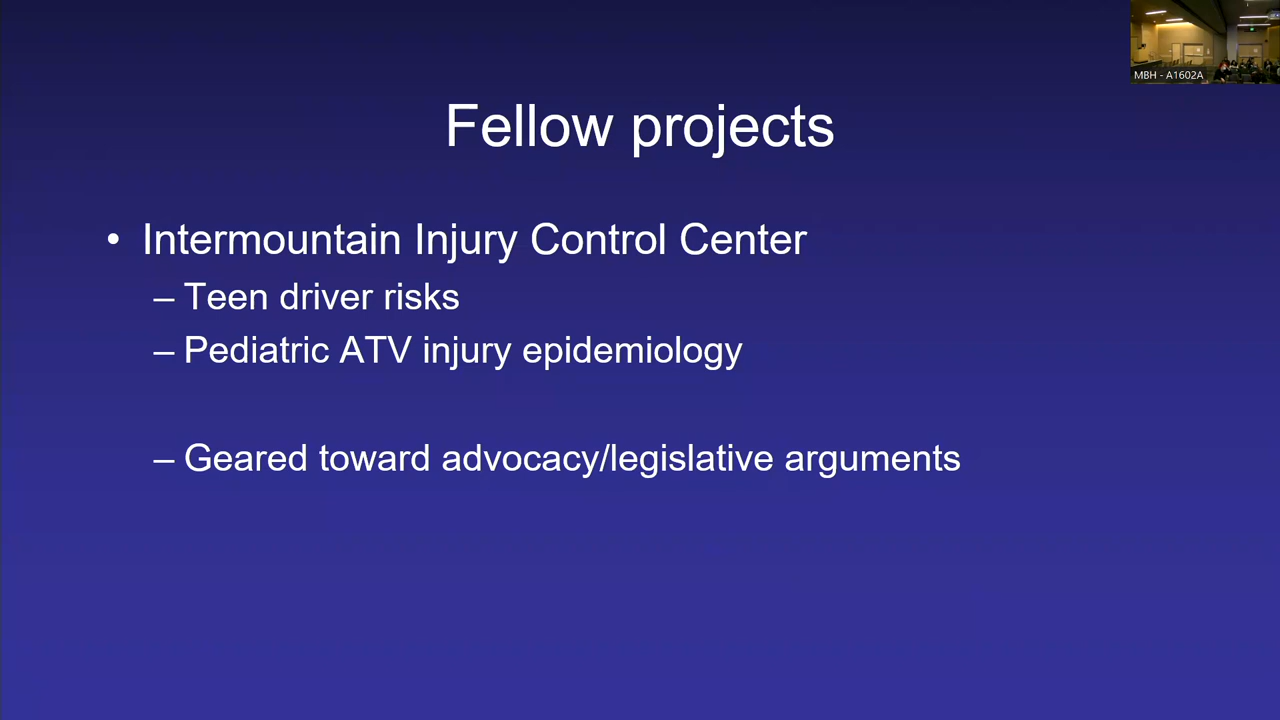 MBH - A1602A
Fellow projects
• Intermountain Injury Control Center
– Teen driver risks
– Pediatric ATV injury epidemiology
– Geared toward advocacy/legislative arguments